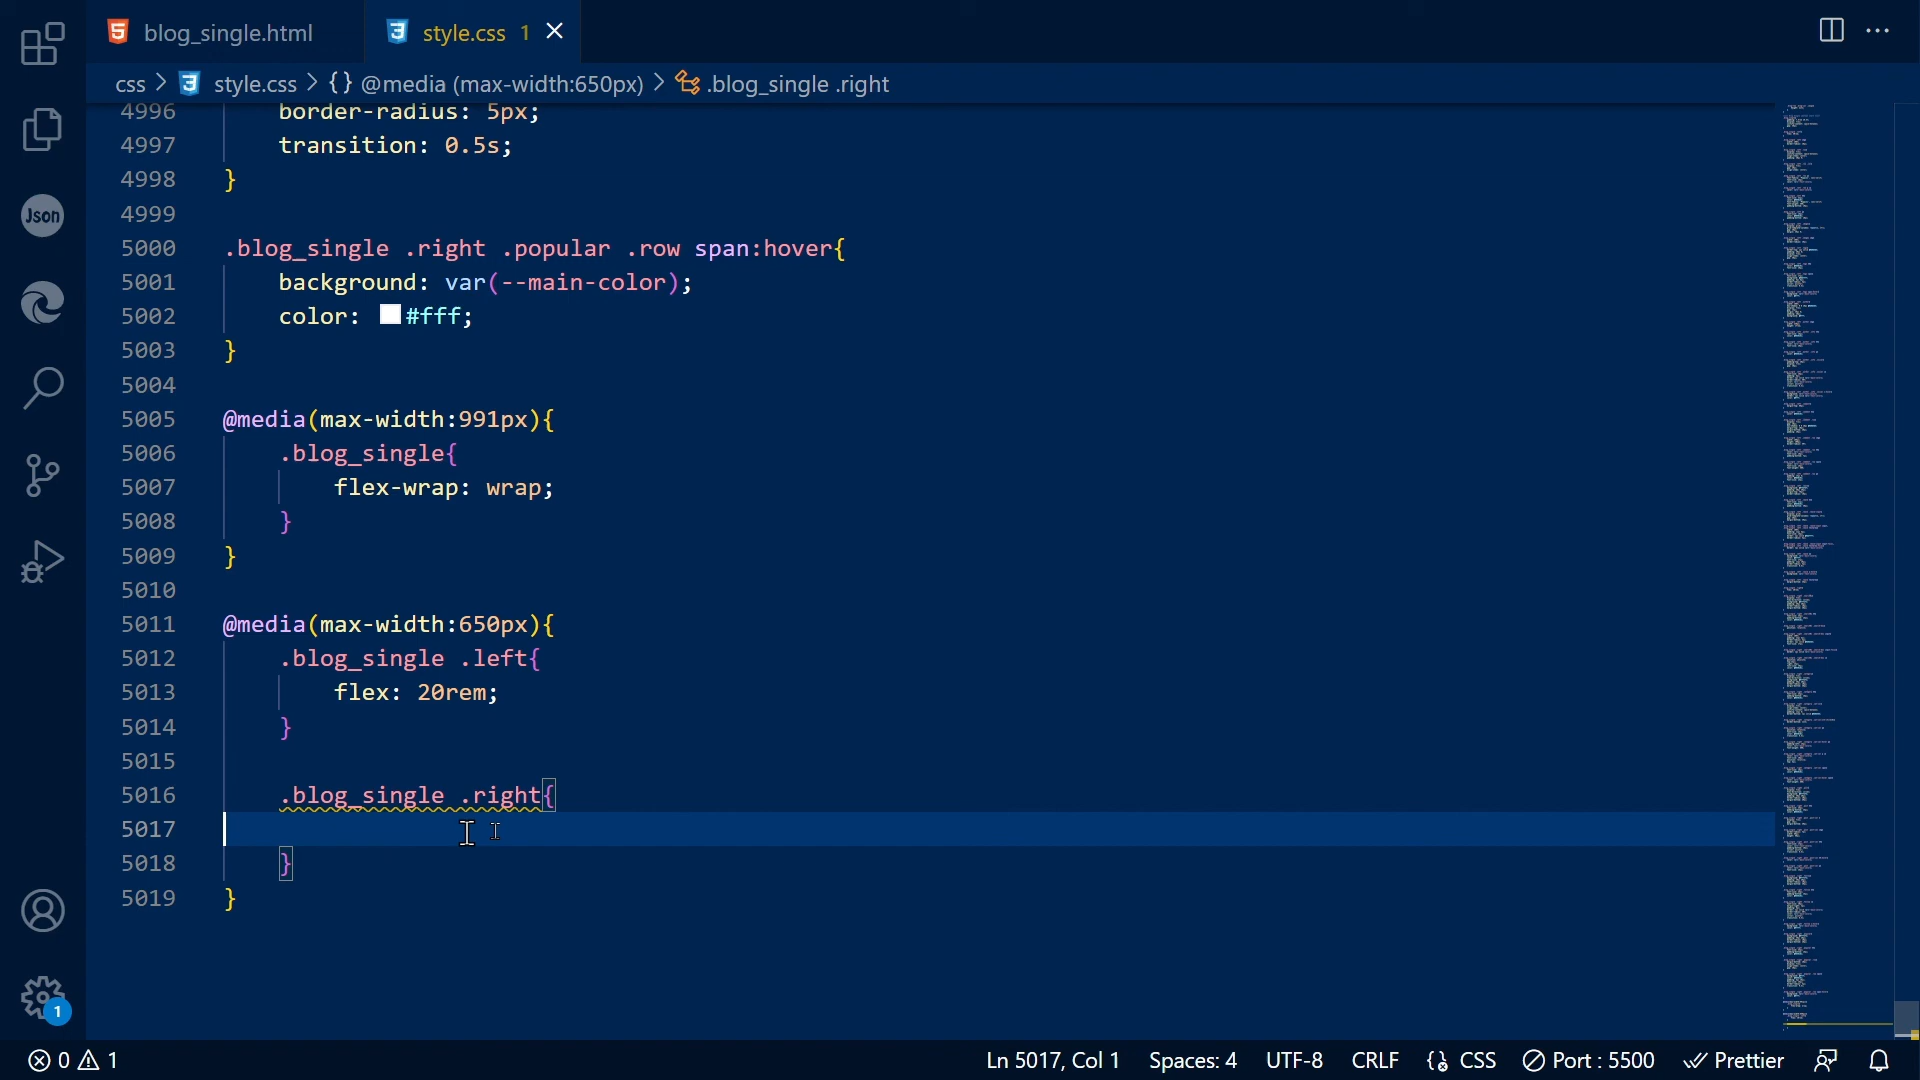 blog_single.html
style.css 1
css > style.css > {} @media (max-width:650px) > .blog_single .right
Json
4996 border-radius: 5px;
4997 transition: 0.5s;
4998 }
4999
5000 .blog_single .right .popular .row span:hover{
5001 background: var(--main-color);
5002 color: #fff;
5003 }
5004
5005 @media(max-width:991px){
5006 .blog_single{
5007 flex-wrap: wrap;
5008 }
5009 }
5010
5011 @media(max-width:650px){
5012 .blog_single .left{
5013 flex: 20rem;
5014 }
5015
5016 .blog_single .right{
5017
5018 }
5019 }
1
0 1 Ln 5017, Col 1 Spaces: 4 UTF-8 CRLF {} CSS Port : 5500 Prettier